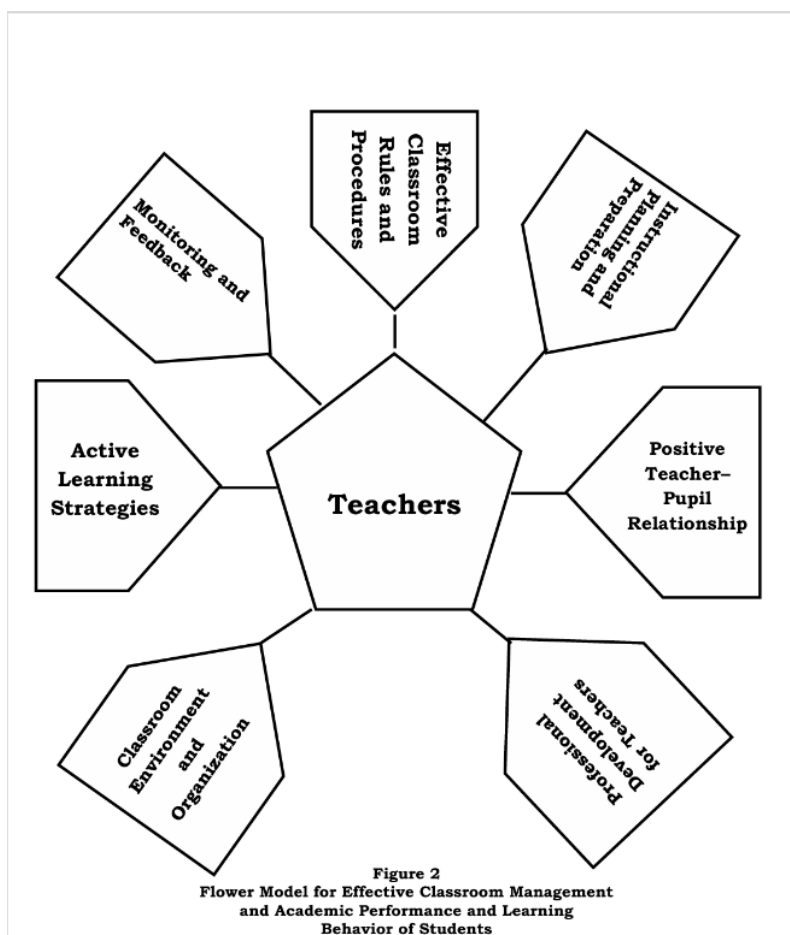 Effective
Classroom
Rules and
Procedures
Instructional
Planning and
Preparation
Monitoring and
Feedback
Active
Learning
Strategies
Teachers
Positive
Teacher–
Pupil
Relationship
Classroom
Environment
and
Organization
Professional
Development
for Teachers
Figure 2
Flower Model for Effective Classroom Management
and Academic Performance and Learning
Behavior of Students